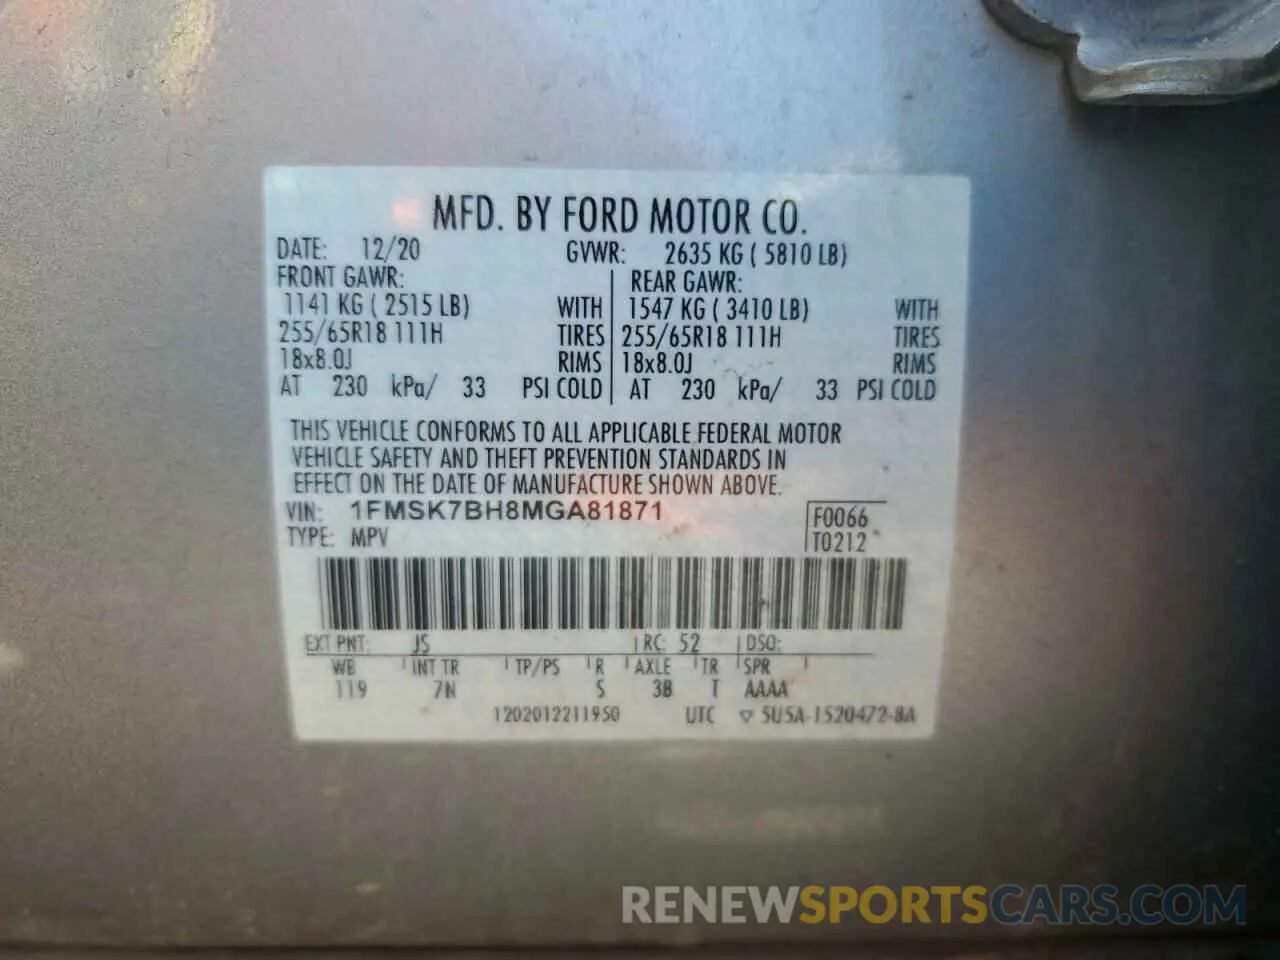 MFD. BY FORD MOTOR CO.
DATE: 12/20 GVWR: 2635 KG ( 5810 LB)
FRONT GAWR: REAR GAWR:
1141 KG ( 2515 LB) WITH 1547 KG ( 3410 LB) WITH
255/65R18 111H TIRES 255/65R18 111H TIRES
18x8.0J RIMS 18x8.0J RIMS
AT 230 kPa/ 33 PSI COLD AT 230 kPa/ 33 PSI COLD
THIS VEHICLE CONFORMS TO ALL APPLICABLE FEDERAL MOTOR
VEHICLE SAFETY AND THEFT PREVENTION STANDARDS IN
EFFECT ON THE DATE OF MANUFACTURE SHOWN ABOVE.
VIN: 1FMSK7BH8MGA81871 F0066
TYPE: MPV T0212
EXT PNT: JS RC: 52 DSO:
WB INT TR TP/PS R AXLE TR SPR
119 7N S 38 T AAAA
1202012211950 UTC ▽ 5U5A-1520472-8A
RENEWSPORTSCARS.COM